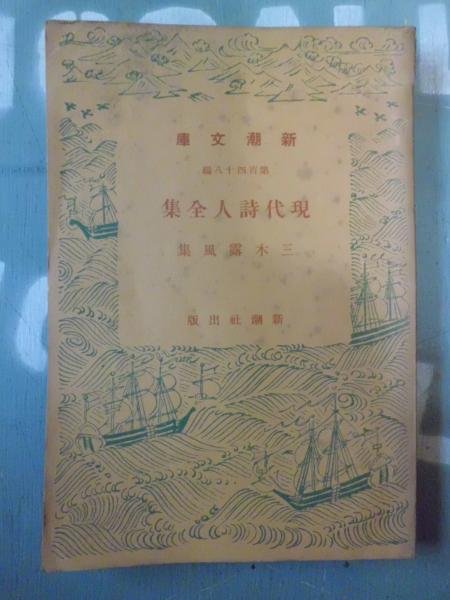 新潮文庫
第百四十八編
現代詩人全集
三木露風集
新潮社出版